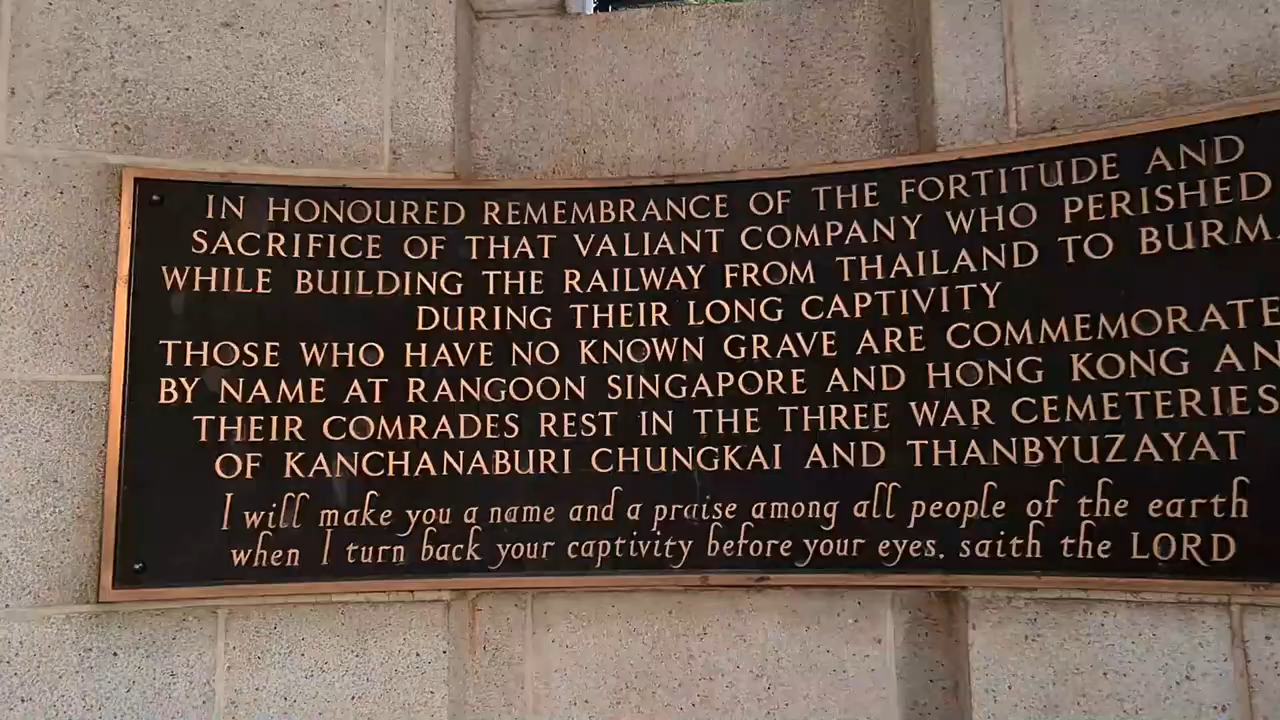 IN HONOURED REMEMBRANCE OF THE FORTITUDE AND
SACRIFICE OF THAT VALIANT COMPANY WHO PERISHED
WHILE BUILDING THE RAILWAY FROM THAILAND TO BURM
DURING THEIR LONG CAPTIVITY
THOSE WHO HAVE NO KNOWN GRAVE ARE COMMEMORATE
BY NAME AT RANGOON SINGAPORE AND HONG KONG AN
THEIR COMRADES REST IN THE THREE WAR CEMETERIES
OF KANCHANABURI CHUNGKAI AND THANBYUZAYAT
I will make you a name and a praise among all people of the earth
when I turn back your captivity before your eyes. saith the LORD